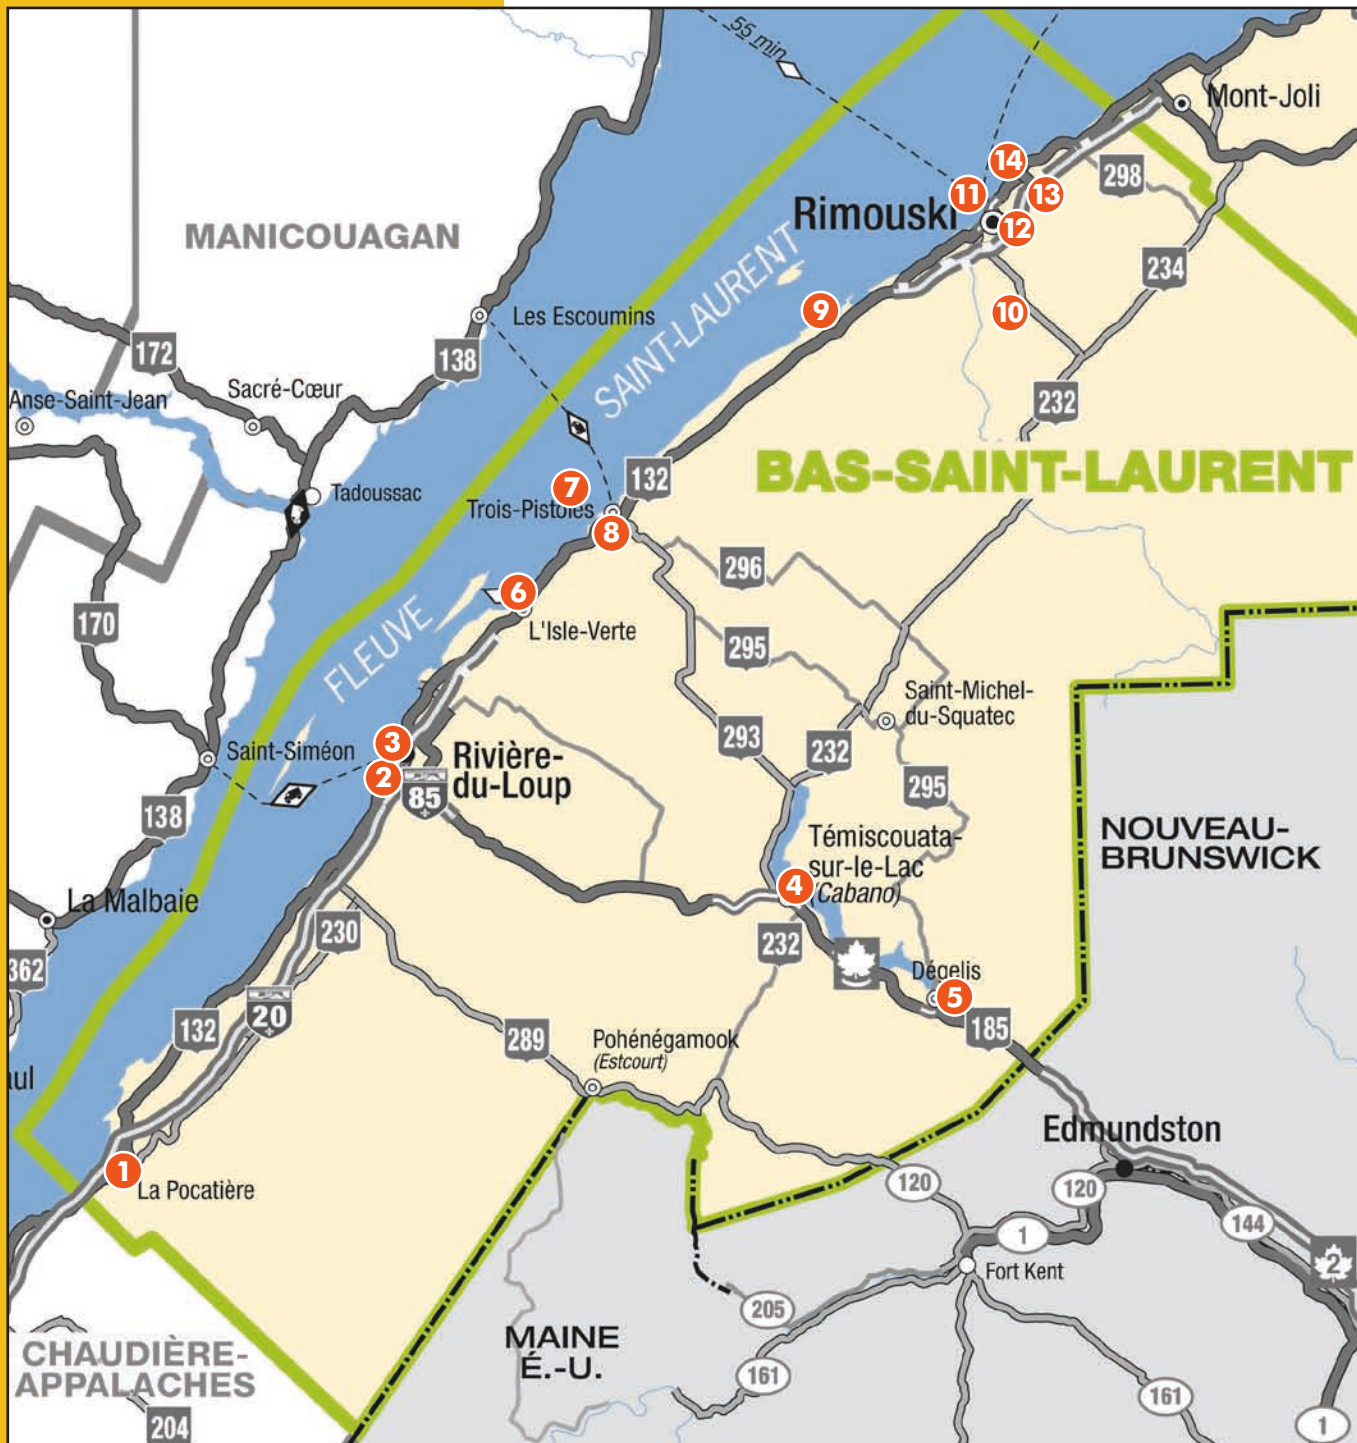 55 min
Mont-Joli
14
298
11
13
Rimouski
12
MANICOUAGAN
234
SAINT-LAURENT
9
10
Les Escoumins
172
138
Sacré-Cœur
Anse-Saint-Jean
232
BAS-SAINT-LAURENT
132
7
Tadoussac
Trois-Pistoles
8
296
6
170
L'Isle-Verte
295
FLEUVE
Saint-Michel-
du-Squatec
3
293
232
Saint-Siméon
Rivière-
du-Loup
2
85
295
138
Témiscouata-
sur-le-Lac
(Cabano)
NOUVEAU-
BRUNSWICK
4
La Malbaie
230
232
362
Dégelis
5
20
132
289
185
Pohénégamook
(Estcourt)
aul
Edmundston
1
La Pocatière
120
120
144
1
2
Fort Kent
205
MAINE
É.-U.
CHAUDIÈRE-
APPALACHES
161
161
204
1